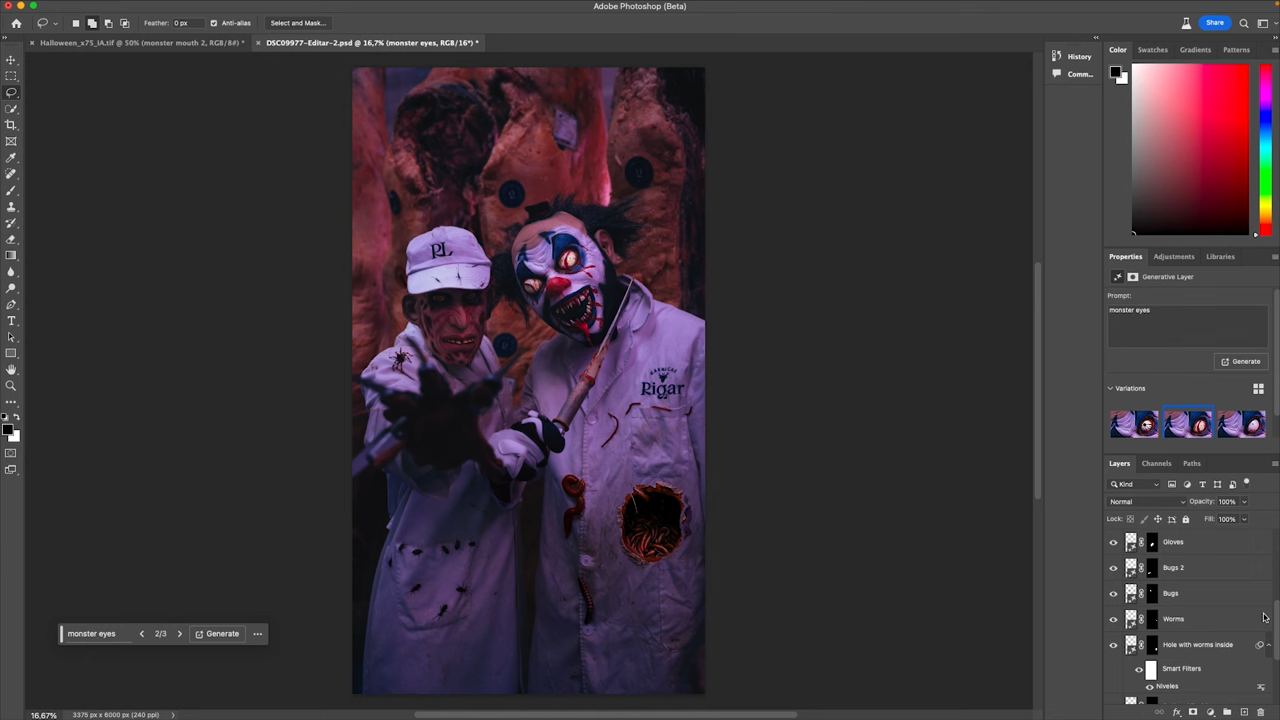 Adobe Photoshop (Beta)
Feather: 0 px Anti-alias Select and Mask... Share
Halloween_x75_IA.tif @ 50% (monster mouth 2, RGB/8#) * DSC09977-Editar-2.psd @ 16,7% (monster eyes, RGB/16*) *
History
Comm...
Color Swatches Gradients Patterns
Properties Adjustments Libraries
Generative Layer
Prompt:
monster eyes
Generate
Variations
Layers Channels Paths
Kind
Normal Opacity: 100%
Lock: Fill: 100%
Gloves
Bugs 2
Bugs
Worms
Hole with worms inside
Smart Filters
Niveles
RL
Rigar
monster eyes 2/3 Generate
16,67% 3375 px x 6000 px (240 ppi)